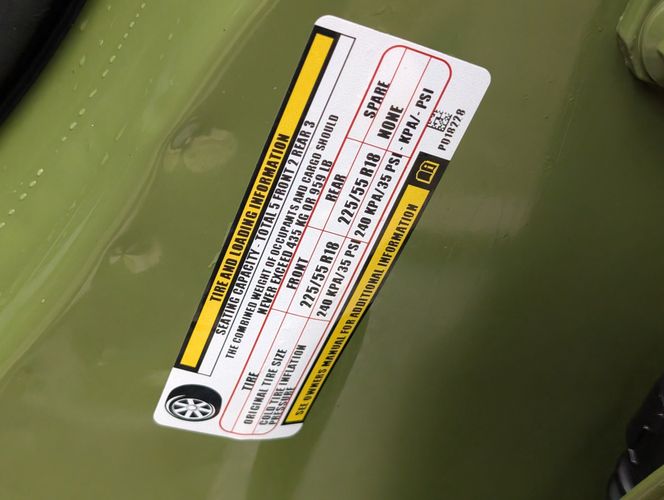 TIRE AND LOADING INFORMATION
SEATING CAPACITY - TOTAL 5 FRONT 2 REAR 3
THE COMBINED WEIGHT OF OCCUPANTS AND CARGO SHOULD
NEVER EXCEED 435 KG OR 959 LB
TIRE FRONT REAR SPARE
ORIGINAL TIRE SIZE 225/55 R18 225/55 R18 NONE
COLD TIRE INFLATION PRESSURE 240 KPA/35 PSI 240 KPA/35 PSI - KPA/- PSI
SEE OWNERS MANUAL FOR ADDITIONAL INFORMATION
P018728